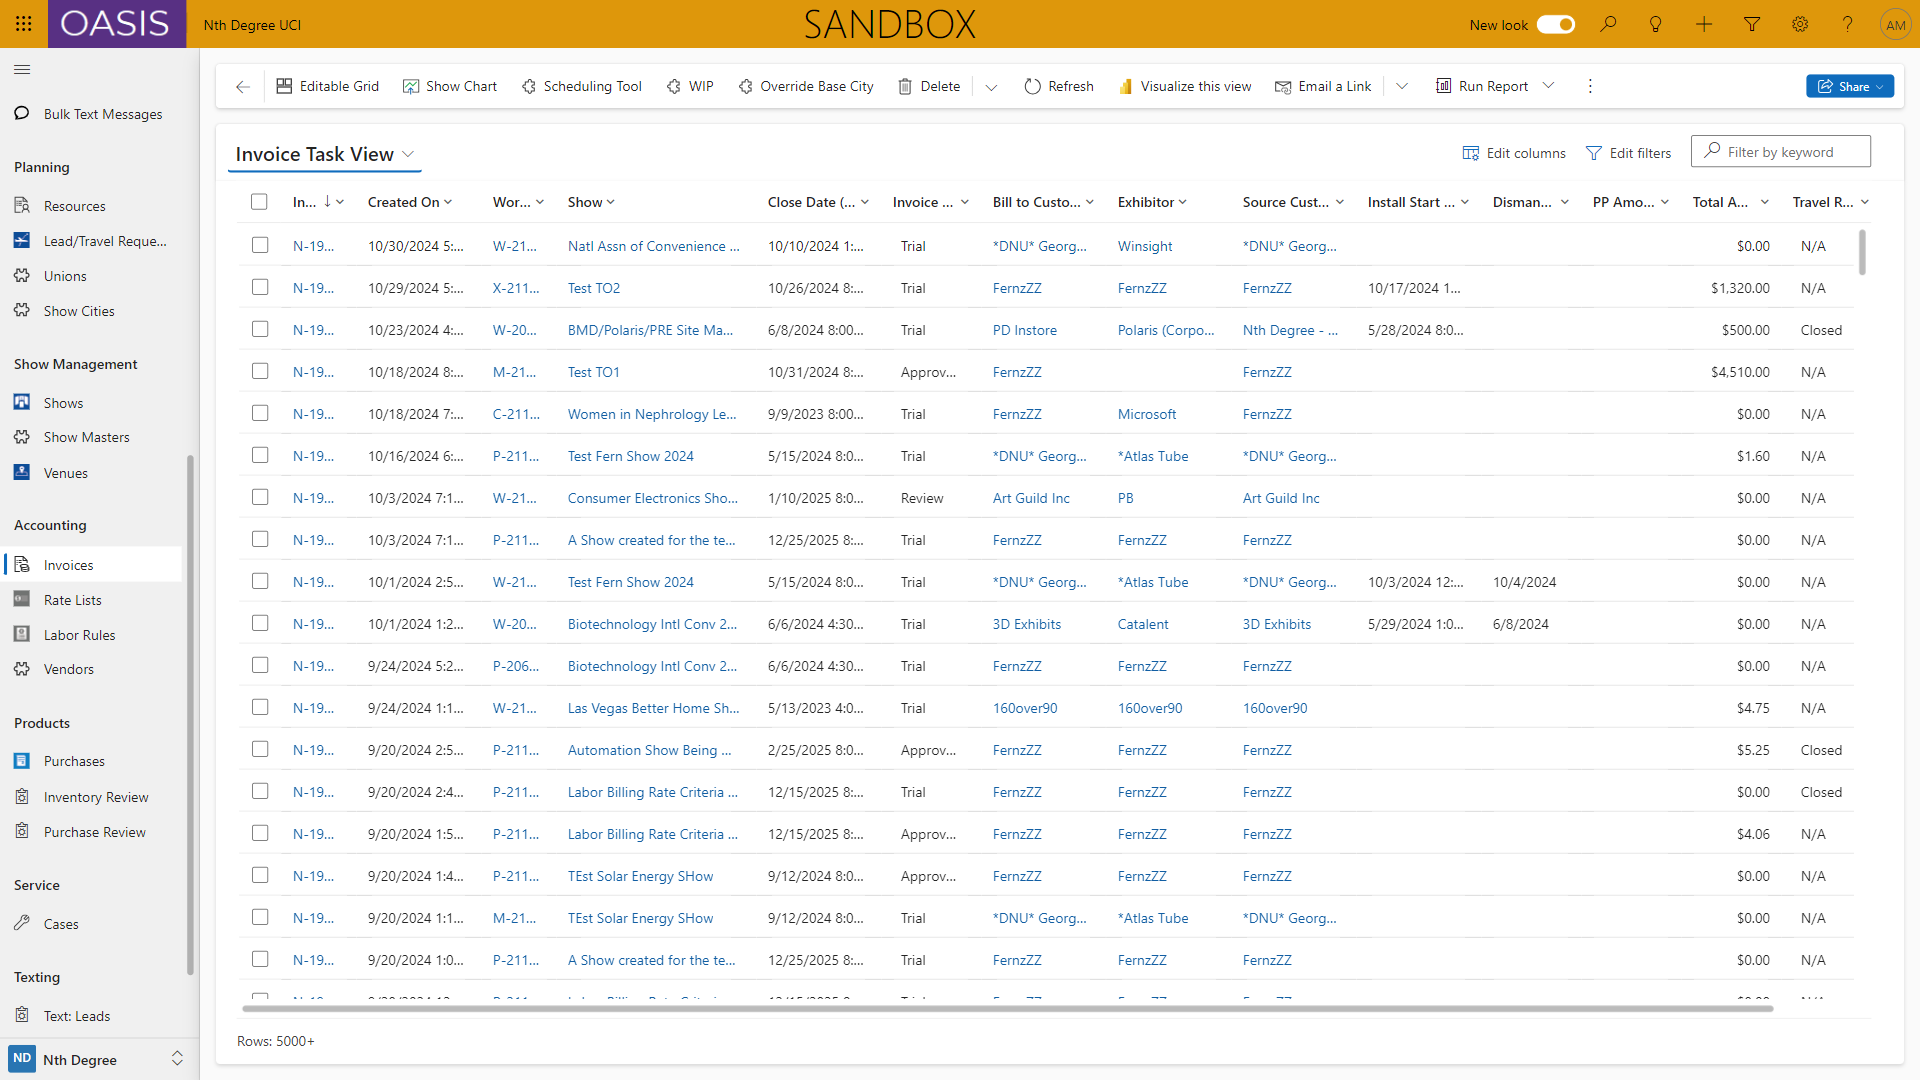 OASIS Nth Degree UCI SANDBOX New look AM
Editable Grid Show Chart Scheduling Tool WIP Override Base City Delete Refresh Visualize this view Email a Link Run Report Share
Bulk Text Messages
Planning
Resources
Lead/Travel Reque...
Unions
Show Cities
Show Management
Shows
Show Masters
Venues
Accounting
Invoices
Rate Lists
Labor Rules
Vendors
Products
Purchases
Inventory Review
Purchase Review
Service
Cases
Texting
Text: Leads
ND Nth Degree
Invoice Task View Edit columns Edit filters Filter by keyword
In... Created On Wor... Show Close Date (... Invoice ... Bill to Custo... Exhibitor Source Cust... Install Start ... Disman... PP Amo... Total A... Travel R...
N-19... 10/30/2024 5:... W-21... Natl Assn of Convenience ... 10/10/2024 1:... Trial *DNU* Georg... Winsight *DNU* Georg... $0.00 N/A
N-19... 10/29/2024 5:... X-211... Test TO2 10/26/2024 8:... Trial FernzZZ FernzZZ FernzZZ 10/17/2024 1... $1,320.00 N/A
N-19... 10/23/2024 4:... W-20... BMD/Polaris/PRE Site Ma... 6/8/2024 8:00... Trial PD Instore Polaris (Corpo... Nth Degree - ... 5/28/2024 8:0... $500.00 Closed
N-19... 10/18/2024 8:... M-21... Test TO1 10/31/2024 8:... Approv... FernzZZ FernzZZ $4,510.00 N/A
N-19... 10/18/2024 7:... C-211... Women in Nephrology Le... 9/9/2023 8:00... Trial FernzZZ Microsoft FernzZZ $0.00 N/A
N-19... 10/16/2024 6:... P-211... Test Fern Show 2024 5/15/2024 8:0... Trial *DNU* Georg... *Atlas Tube *DNU* Georg... $1.60 N/A
N-19... 10/3/2024 7:1... W-21... Consumer Electronics Sho... 1/10/2025 8:0... Review Art Guild Inc PB Art Guild Inc $0.00 N/A
N-19... 10/3/2024 7:1... P-211... A Show created for the te... 12/25/2025 8:... Trial FernzZZ FernzZZ FernzZZ $0.00 N/A
N-19... 10/1/2024 2:5... W-21... Test Fern Show 2024 5/15/2024 8:0... Trial *DNU* Georg... *Atlas Tube *DNU* Georg... 10/3/2024 12:... 10/4/2024 $0.00 N/A
N-19... 10/1/2024 1:2... W-20... Biotechnology Intl Conv 2... 6/6/2024 4:30... Trial 3D Exhibits Catalent 3D Exhibits 5/29/2024 1:0... 6/8/2024 $0.00 N/A
N-19... 9/24/2024 5:2... P-206... Biotechnology Intl Conv 2... 6/6/2024 4:30... Trial FernzZZ FernzZZ FernzZZ $0.00 N/A
N-19... 9/24/2024 1:1... W-21... Las Vegas Better Home Sh... 5/13/2023 4:0... Trial 160over90 160over90 160over90 $4.75 N/A
N-19... 9/20/2024 2:5... P-211... Automation Show Being ... 2/25/2025 8:0... Approv... FernzZZ FernzZZ FernzZZ $5.25 Closed
N-19... 9/20/2024 2:4... P-211... Labor Billing Rate Criteria ... 12/15/2025 8:... Trial FernzZZ FernzZZ FernzZZ $0.00 Closed
N-19... 9/20/2024 1:5... P-211... Labor Billing Rate Criteria ... 12/15/2025 8:... Approv... FernzZZ FernzZZ FernzZZ $4.06 N/A
N-19... 9/20/2024 1:4... P-211... TEst Solar Energy SHow 9/12/2024 8:0... Approv... FernzZZ FernzZZ FernzZZ $0.00 N/A
N-19... 9/20/2024 1:1... M-21... TEst Solar Energy SHow 9/12/2024 8:0... Trial *DNU* Georg... *Atlas Tube *DNU* Georg... $0.00 N/A
N-19... 9/20/2024 1:0... P-211... A Show created for the te... 12/25/2025 8:... Trial FernzZZ FernzZZ FernzZZ $0.00 N/A
Rows: 5000+